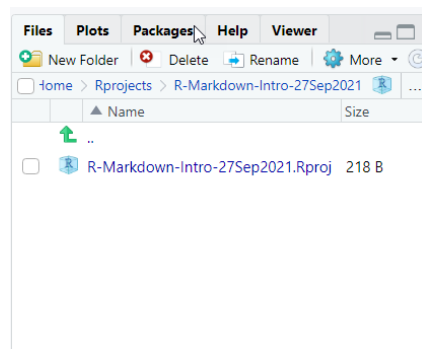 Files Plots Packages Help Viewer
New Folder Delete Rename More
Home > Rprojects > R-Markdown-Intro-27Sep2021 ...
Name Size
..
R-Markdown-Intro-27Sep2021.Rproj 218 B